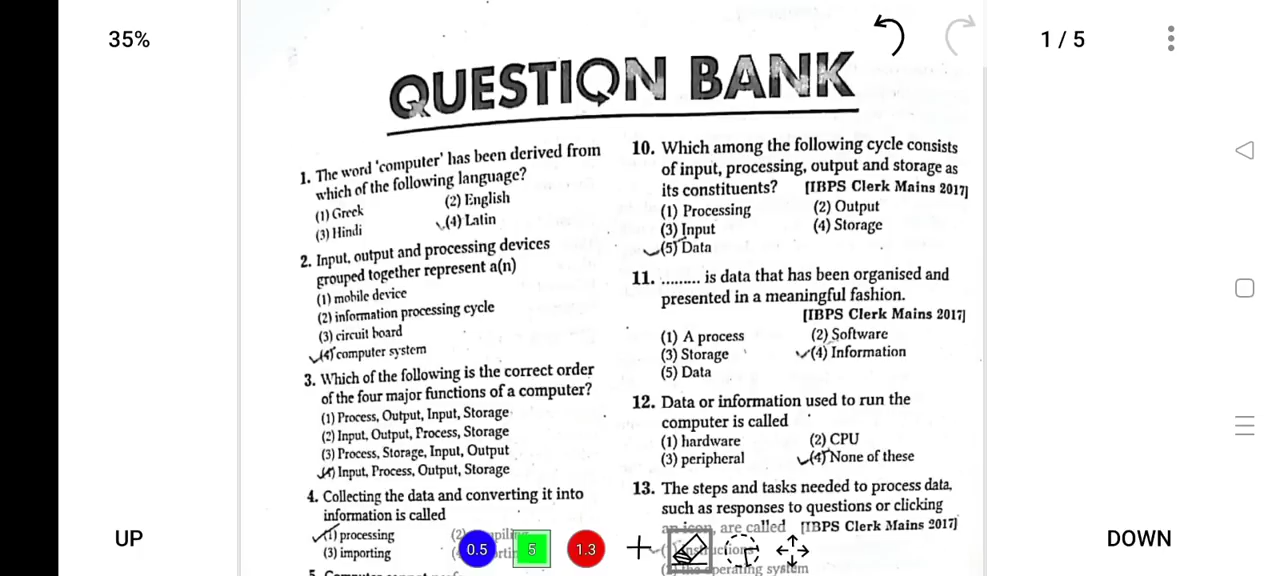 35%
1 / 5
QUESTION BANK
1. The word 'computer' has been derived from
which of the following language?
(1) Greek (2) English
(3) Hindi (4) Latin
2. Input, output and processing devices
grouped together represent a(n)
(1) mobile device
(2) information processing cycle
(3) circuit board
(4) computer system
3. Which of the following is the correct order
of the four major functions of a computer?
(1) Process, Output, Input, Storage
(2) Input, Output, Process, Storage
(3) Process, Storage, Input, Output
(4) Input, Process, Output, Storage
4. Collecting the data and converting it into
information is called
(1) processing (2)
(3) importing
10. Which among the following cycle consists
of input, processing, output and storage as
its constituents? [IBPS Clerk Mains 2017]
(1) Processing (2) Output
(3) Input (4) Storage
(5) Data
11. ......... is data that has been organised and
presented in a meaningful fashion.
[IBPS Clerk Mains 2017]
(1) A process (2) Software
(3) Storage (4) Information
(5) Data
12. Data or information used to run the
computer is called
(1) hardware (2) CPU
(3) peripheral (4) None of these
13. The steps and tasks needed to process data,
such as responses to questions or clicking
an icon, are called [IBPS Clerk Mains 2017]
operating system
UP
0.5
5
1.3
DOWN